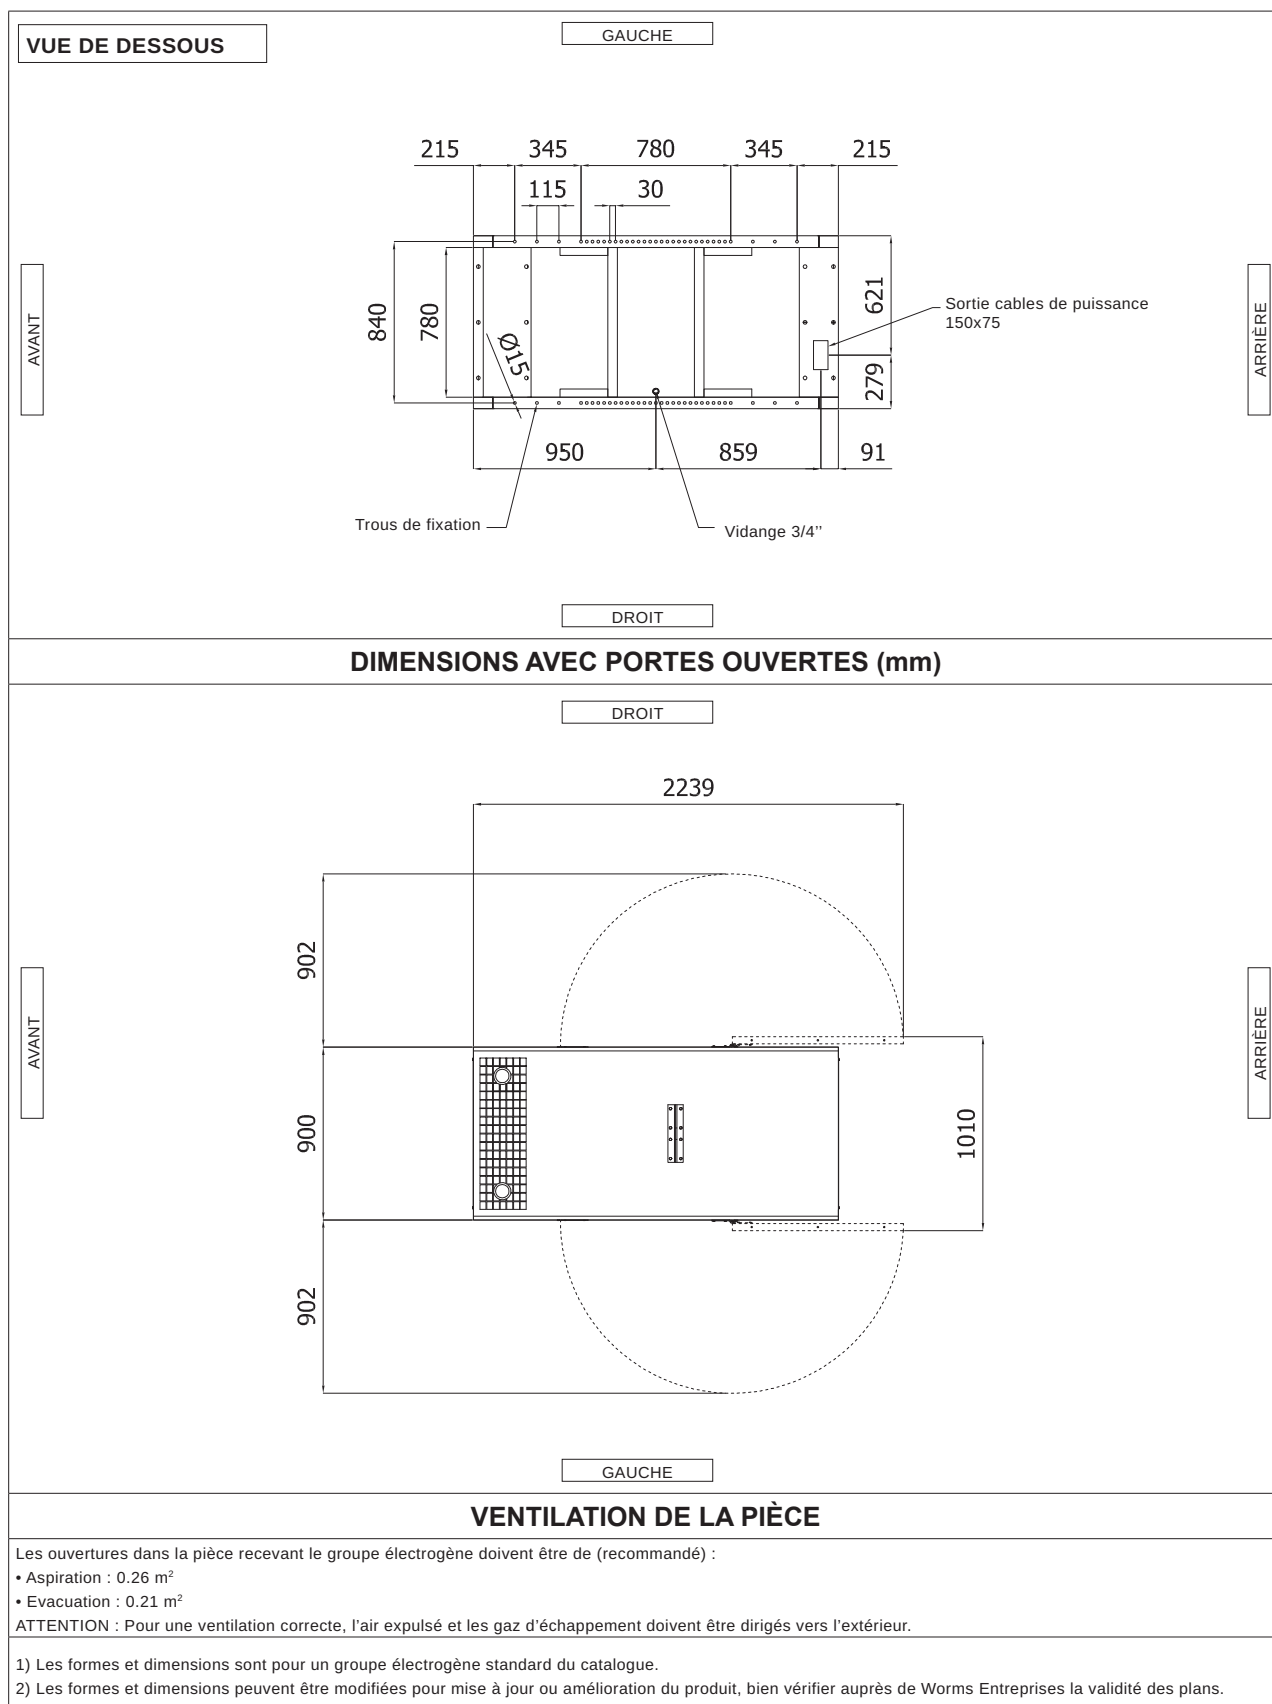 VUE DE DESSOUS
GAUCHE
215 345 780 345 215
115 30
AVANT
840
780
Ø15
621
279
Sortie cables de puissance
150x75
ARRIÈRE
950 859 91
Trous de fixation
Vidange 3/4’’
DROIT
DIMENSIONS AVEC PORTES OUVERTES (mm)
DROIT
2239
902
AVANT
900
1010
ARRIÈRE
902
GAUCHE
VENTILATION DE LA PIÈCE
Les ouvertures dans la pièce recevant le groupe électrogène doivent être de (recommandé) :
• Aspiration : 0.26 m²
• Evacuation : 0.21 m²
ATTENTION : Pour une ventilation correcte, l’air expulsé et les gaz d’échappement doivent être dirigés vers l’extérieur.
1) Les formes et dimensions sont pour un groupe électrogène standard du catalogue.
2) Les formes et dimensions peuvent être modifiées pour mise à jour ou amélioration du produit, bien vérifier auprès de Worms Entreprises la validité des plans.